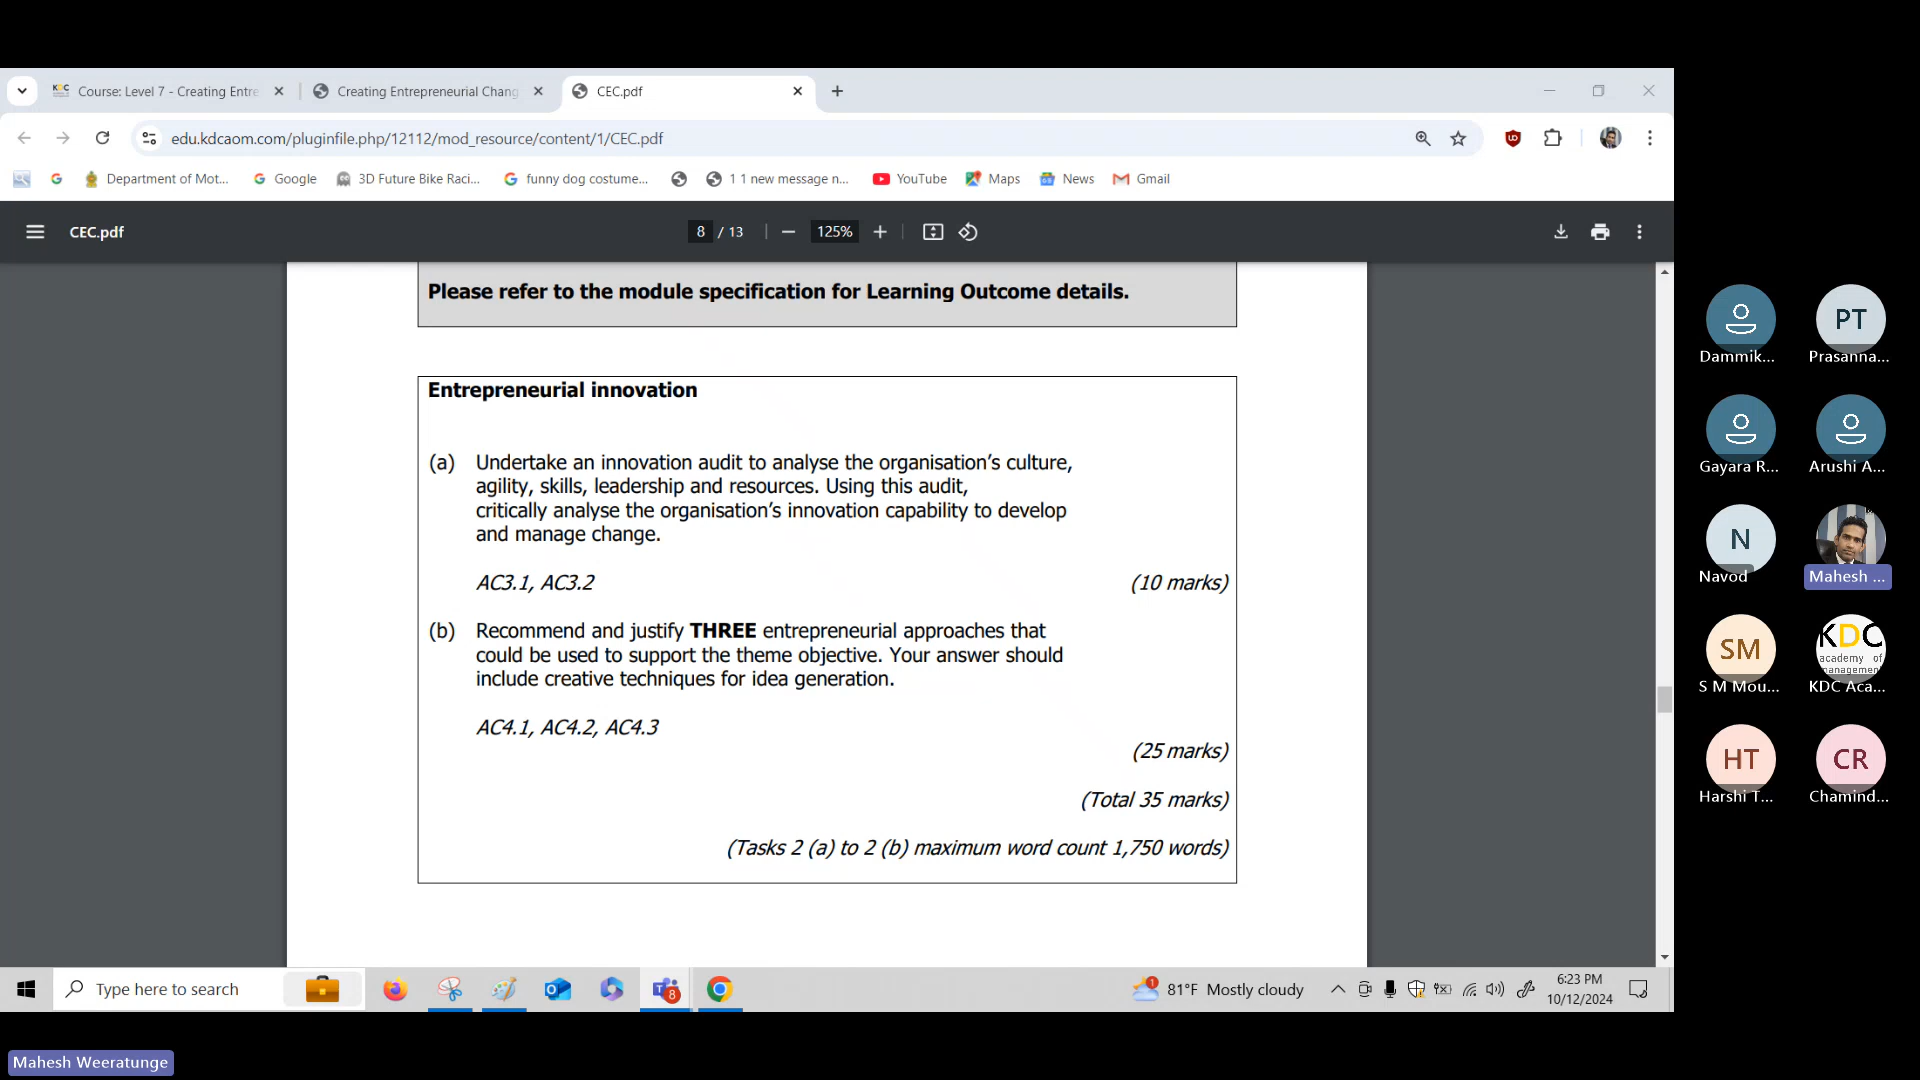 Course: Level 7 - Creating Entre
Creating Entrepreneurial Chang
CEC.pdf
edu.kdcaom.com/pluginfile.php/12112/mod_resource/content/1/CEC.pdf
Department of Mot...
Google
3D Future Bike Raci...
funny dog costume...
1 1 new message n...
YouTube
Maps
News
Gmail
CEC.pdf
8 / 13
125%
Please refer to the module specification for Learning Outcome details.
Entrepreneurial innovation
(a) Undertake an innovation audit to analyse the organisation's culture,
agility, skills, leadership and resources. Using this audit,
critically analyse the organisation's innovation capability to develop
and manage change.
AC3.1, AC3.2 (10 marks)
(b) Recommend and justify THREE entrepreneurial approaches that
could be used to support the theme objective. Your answer should
include creative techniques for idea generation.
AC4.1, AC4.2, AC4.3
(25 marks)
(Total 35 marks)
(Tasks 2 (a) to 2 (b) maximum word count 1,750 words)
Dammik...
PT
Prasanna...
Gayara R...
Arushi A...
N
Navod
Mahesh ...
SM
S M Mou...
KDC
academy of
management
KDC Aca...
HT
Harshi T...
CR
Chamind...
Type here to search
8
1
81°F Mostly cloudy
6:23 PM
10/12/2024
Mahesh Weeratunge